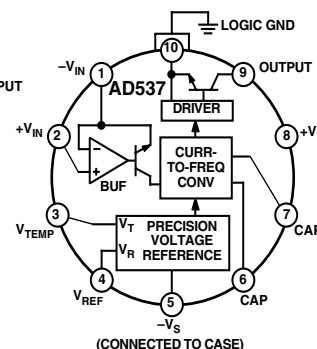 LOGIC GND
10
–VIN
1
AD537
9
OUTPUT
PUT
DRIVER
+VIN
2
–
+
BUF
CURR-
TO-FREQ
CONV
8
+V
3
VTEMP
VT
VR
PRECISION
VOLTAGE
REFERENCE
7
CAP
4
VREF
5
6
CAP
–VS
(CONNECTED TO CASE)